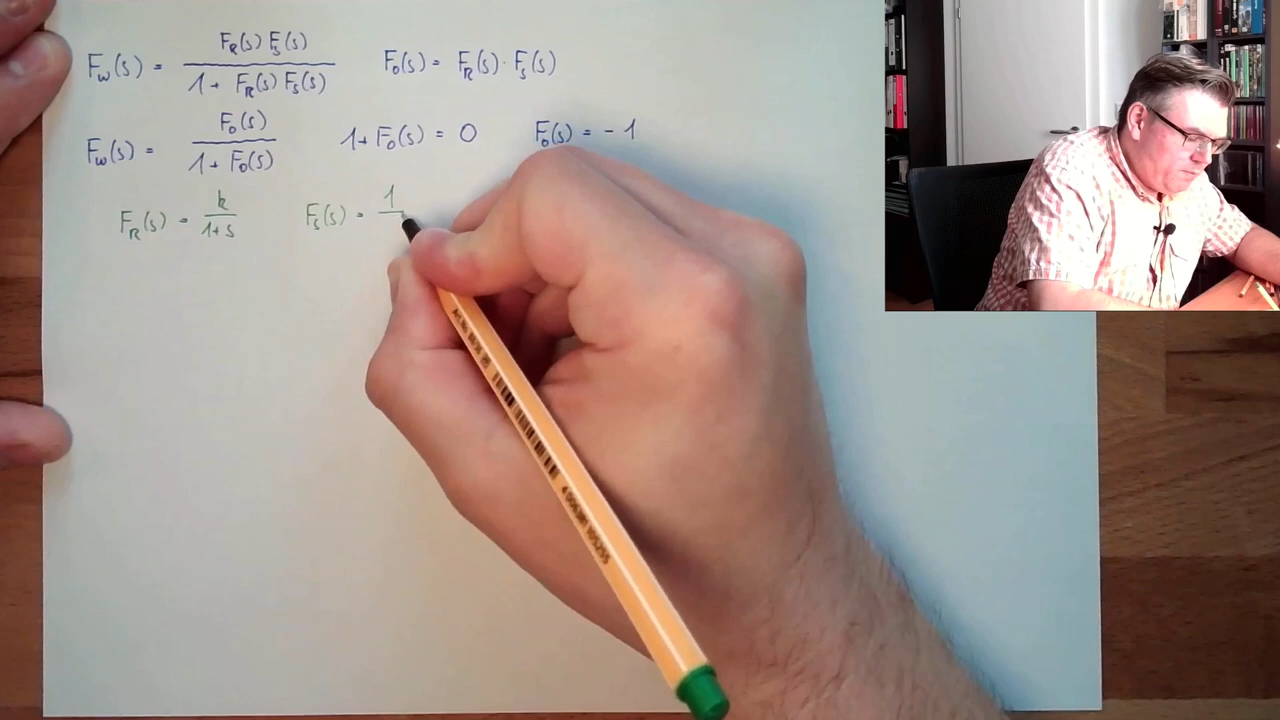 F_W(s) = F_R(s) F_S(s) / 1 + F_R(s) F_S(s)   F_0(s) = F_R(s) · F_S(s)
F_W(s) = F_0(s) / 1 + F_0(s)   1 + F_0(s) = 0   F_0(s) = - 1
F_R(s) = k / 1+s   F_S(s) = 1 /